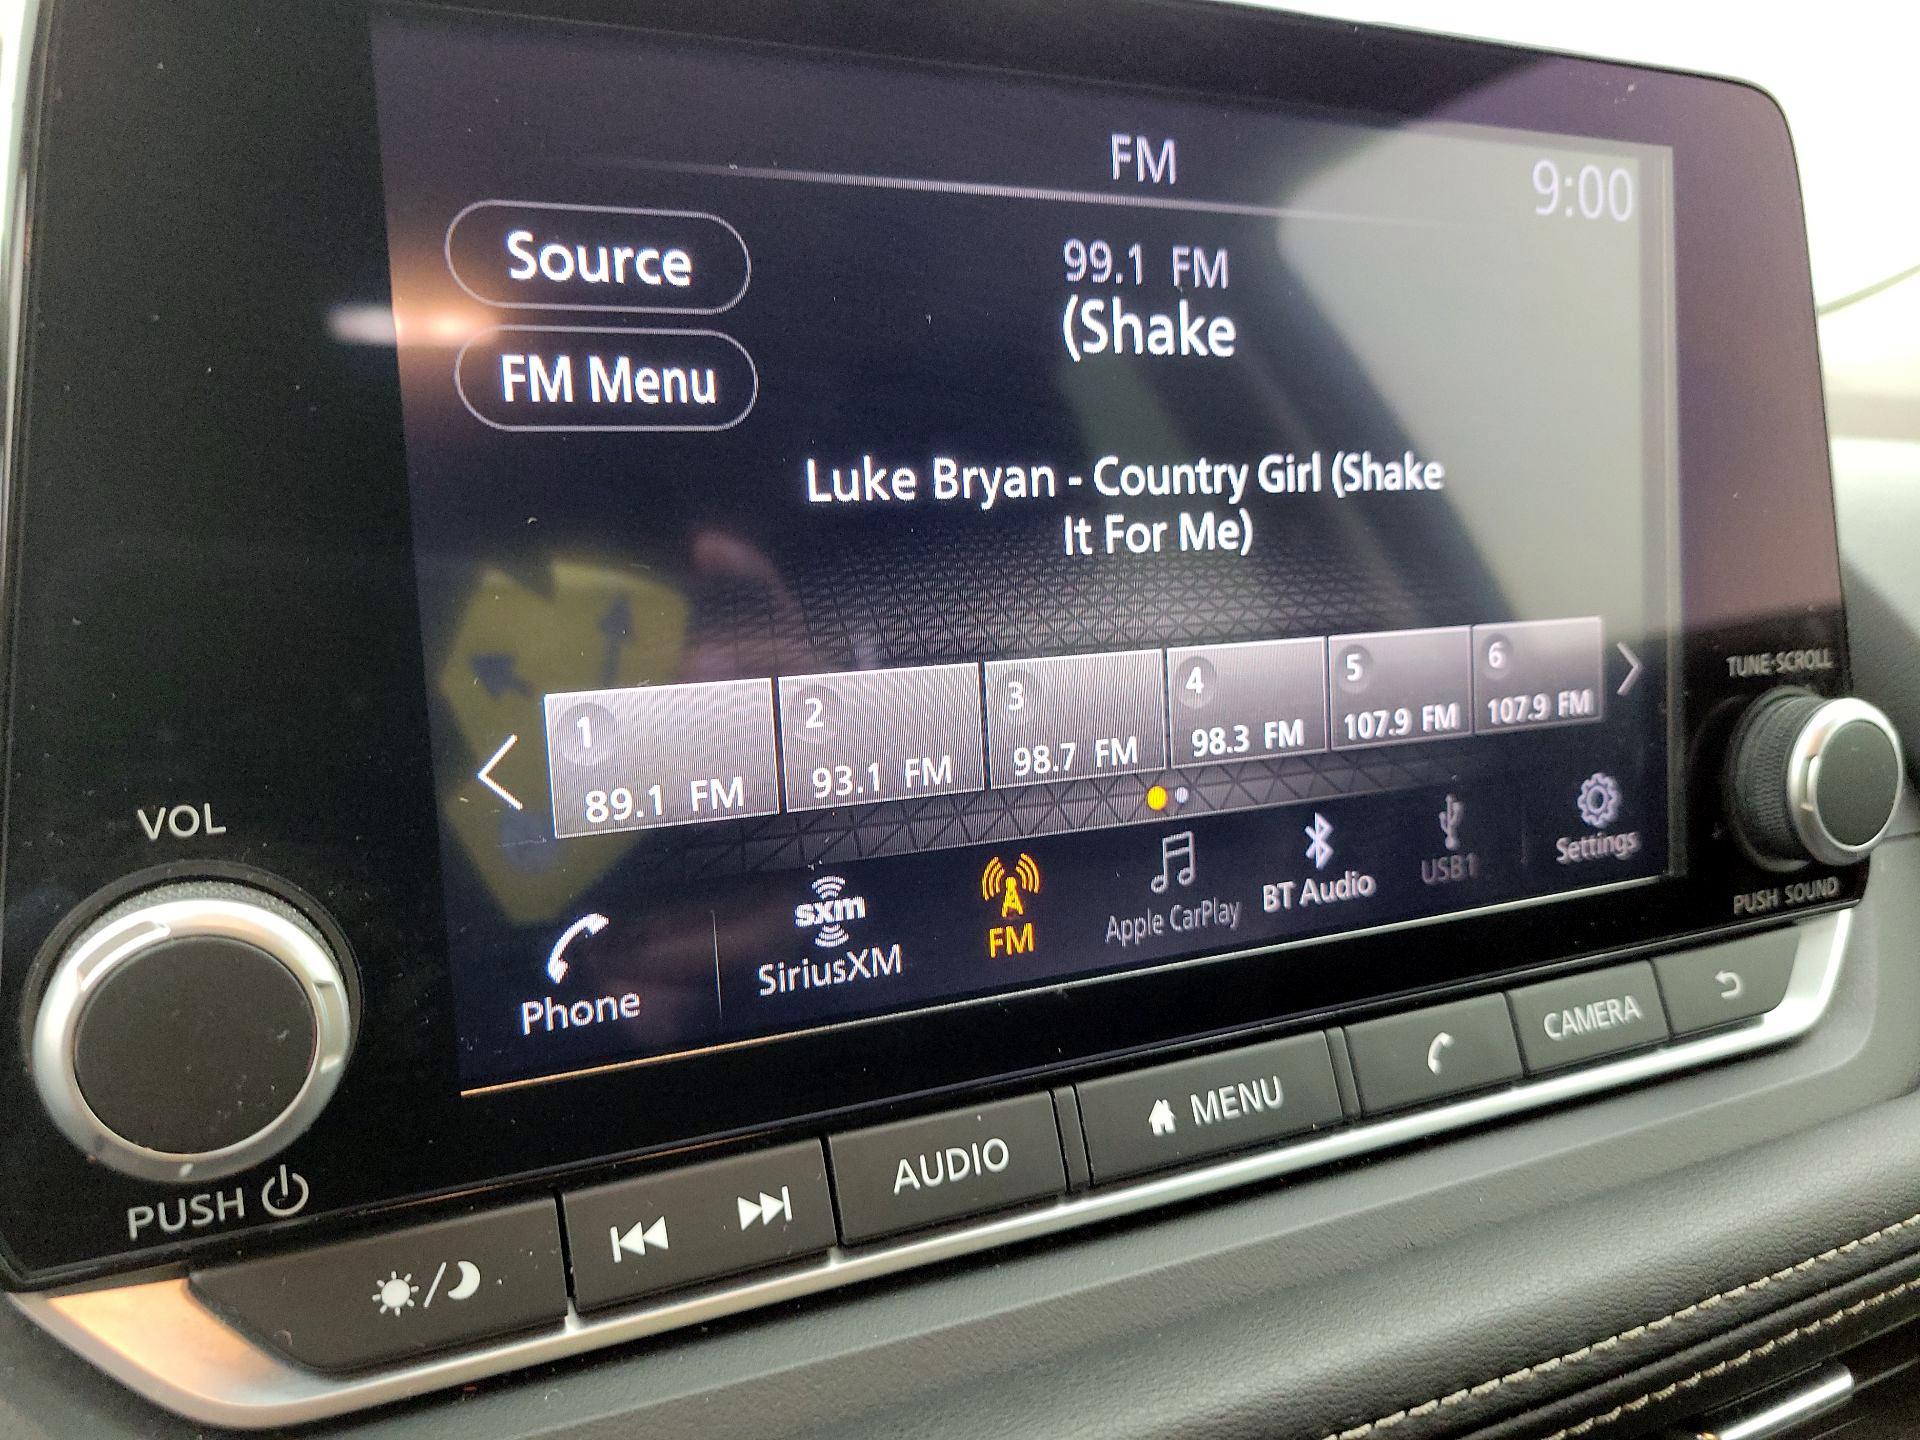 FM
9:00
Source
99.1 FM
(Shake
FM Menu
Luke Bryan - Country Girl (Shake
It For Me)
1
89.1 FM
2
93.1 FM
3
98.7 FM
4
98.3 FM
5
107.9 FM
6
107.9 FM
Phone
sxm
SiriusXM
FM
Apple CarPlay
BT Audio
USB1
Settings
VOL
PUSH
TUNE·SCROLL
PUSH SOUND
AUDIO
MENU
CAMERA